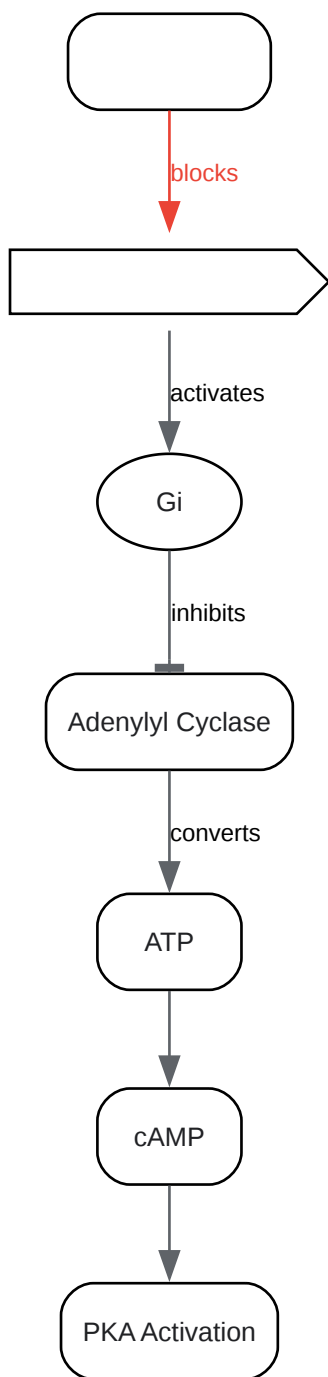 blocks
activates
Gi
inhibits
Adenylyl Cyclase
converts
ATP
cAMP
PKA Activation